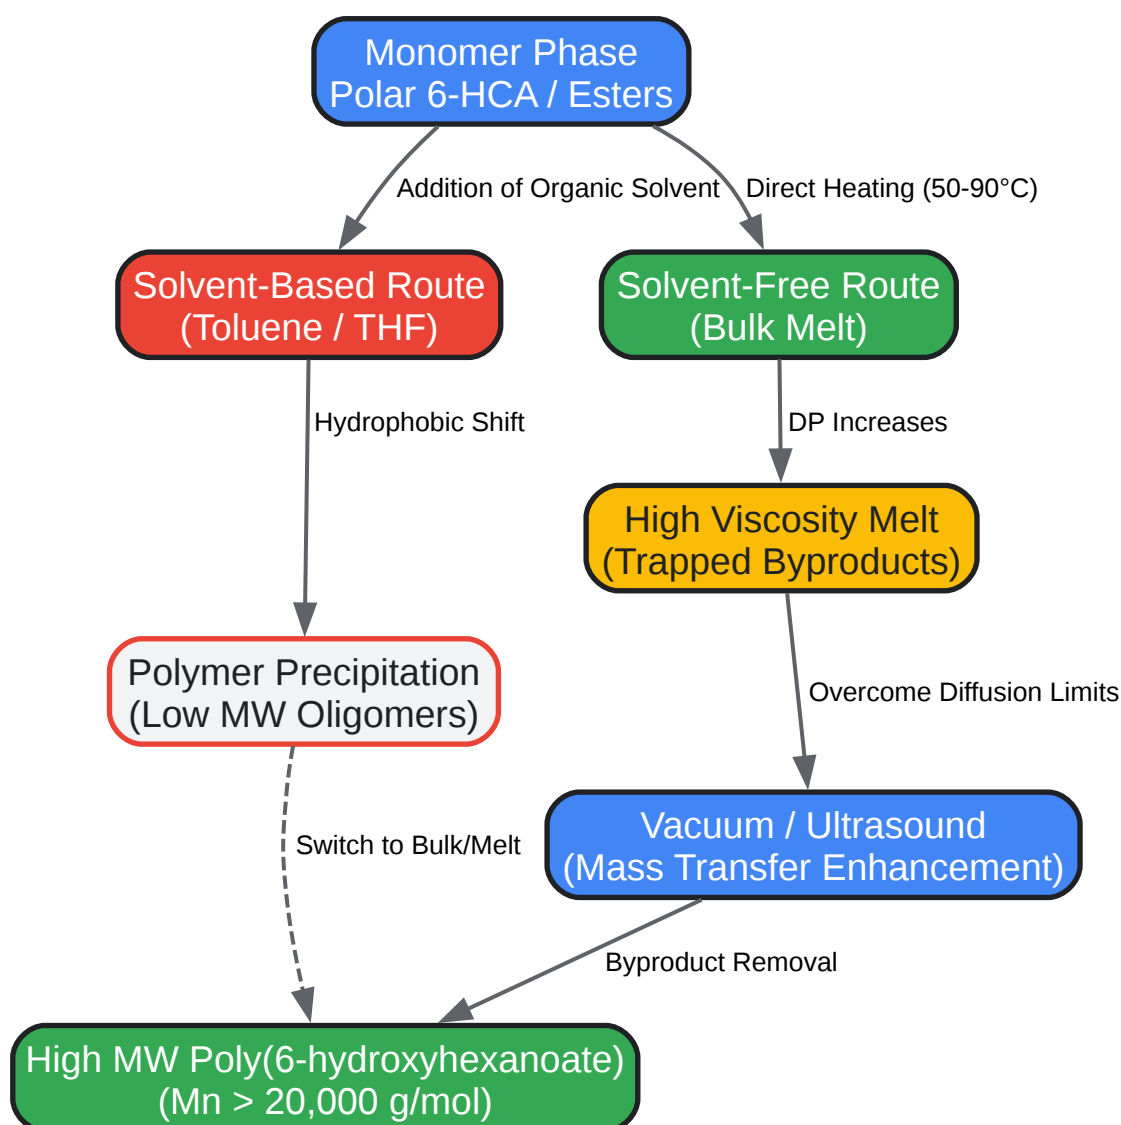 Monomer Phase
Polar 6-HCA / Esters
Addition of Organic Solvent
Direct Heating (50-90°C)
Solvent-Based Route
(Toluene / THF)
Solvent-Free Route
(Bulk Melt)
Hydrophobic Shift
DP Increases
High Viscosity Melt
(Trapped Byproducts)
Polymer Precipitation
(Low MW Oligomers)
Overcome Diffusion Limits
Switch to Bulk/Melt
Vacuum / Ultrasound
(Mass Transfer Enhancement)
Byproduct Removal
High MW Poly(6-hydroxyhexanoate)
(Mn > 20,000 g/mol)